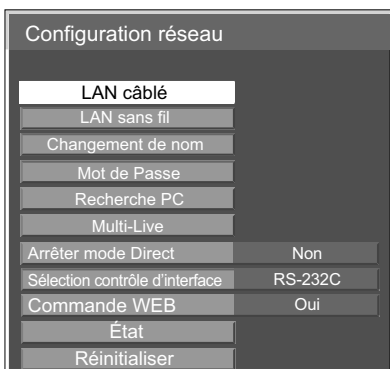 Configuration réseau
LAN câblé
LAN sans fil
Changement de nom
Mot de Passe
Recherche PC
Multi-Live
Arrêter mode Direct Non
Sélection contrôle d'interface RS-232C
Commande WEB Oui
État
Réinitialiser